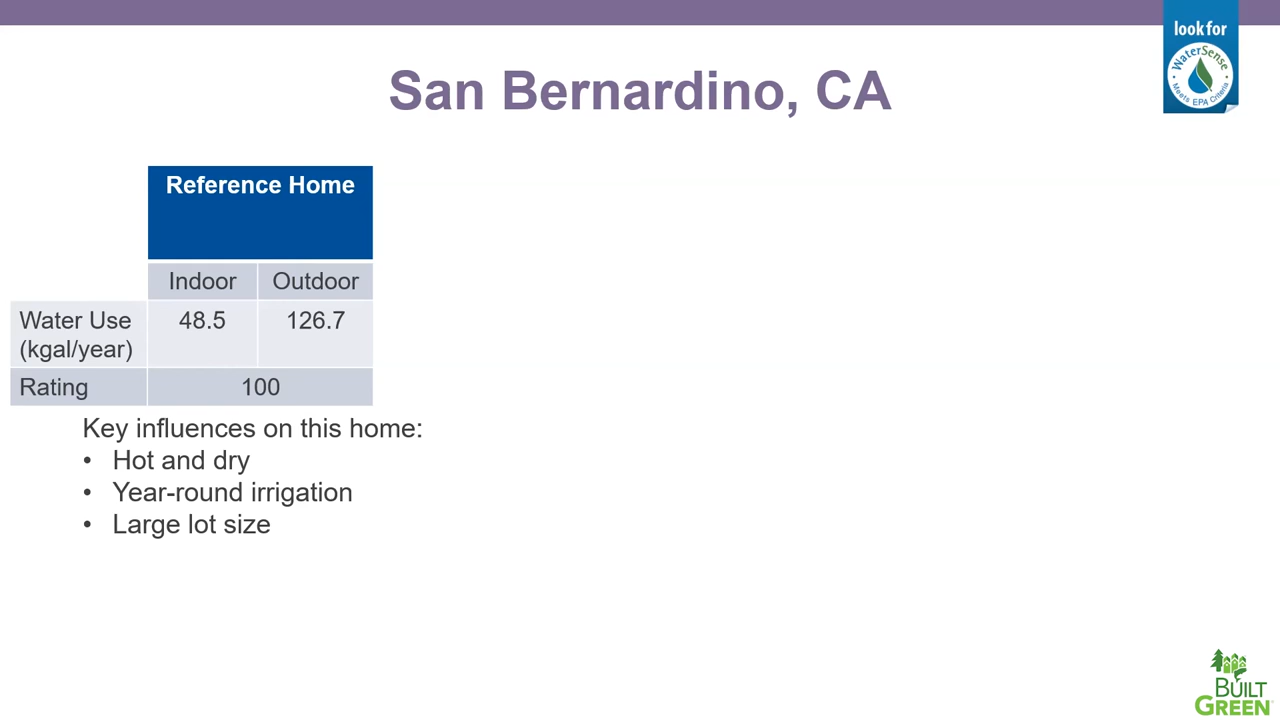 look for
WaterSense
Meets EPA Criteria
San Bernardino, CA
Reference Home
Indoor Outdoor
Water Use
(kgal/year)
48.5 126.7
Rating 100
Key influences on this home:
• Hot and dry
• Year-round irrigation
• Large lot size
BUILT
GREEN